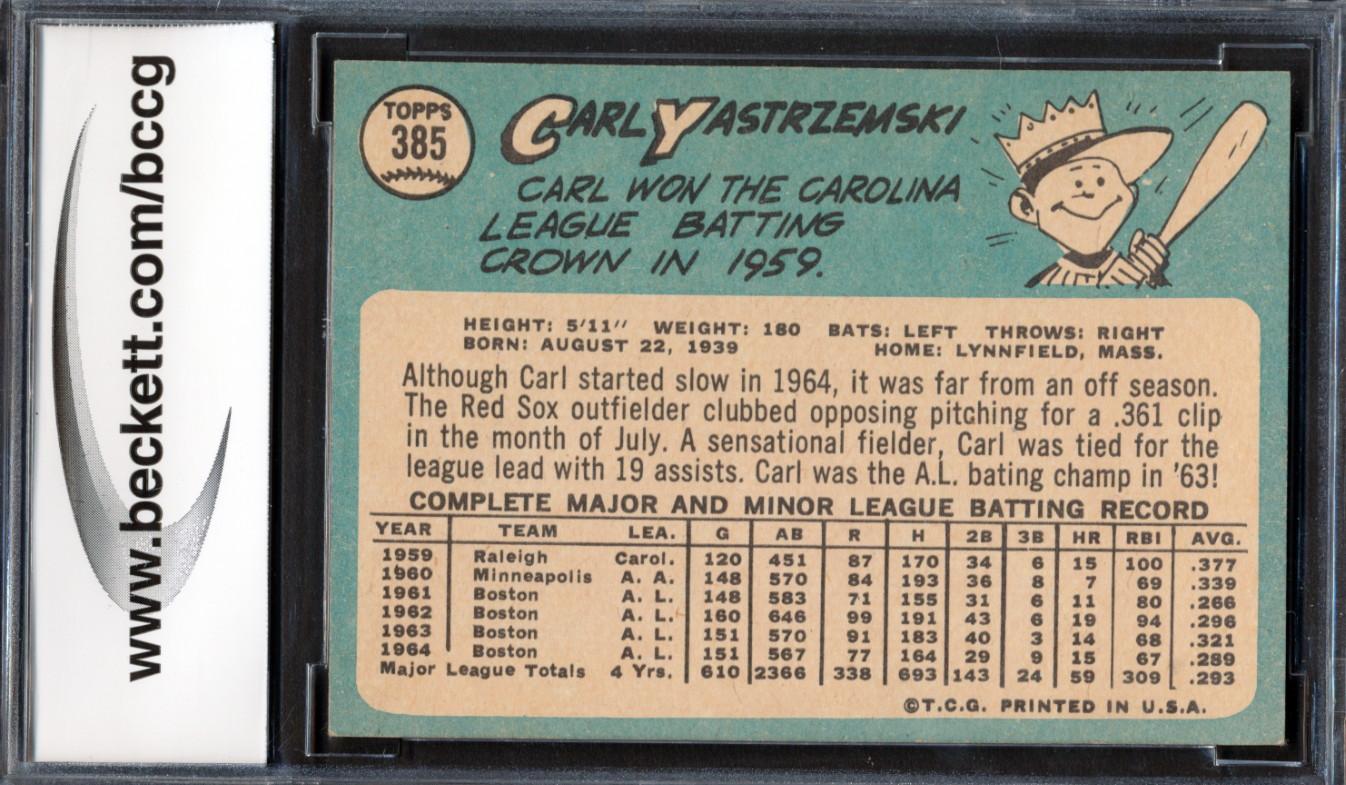 www.beckett.com/bccg
TOPPS
385
CARL YASTRZEMSKI
CARL WON THE CAROLINA
LEAGUE BATTING
CROWN IN 1959.
HEIGHT: 5'11" WEIGHT: 180 BATS: LEFT THROWS: RIGHT
BORN: AUGUST 22, 1939 HOME: LYNNFIELD, MASS.
Although Carl started slow in 1964, it was far from an off season.
The Red Sox outfielder clubbed opposing pitching for a .361 clip
in the month of July. A sensational fielder, Carl was tied for the
league lead with 19 assists. Carl was the A.L. bating champ in '63!
COMPLETE MAJOR AND MINOR LEAGUE BATTING RECORD
YEAR TEAM LEA. G AB R H 2B 3B HR RBI AVG.
1959 Raleigh Carol. 120 451 87 170 34 6 15 100 .377
1960 Minneapolis A. A. 148 570 84 193 36 8 7 69 .339
1961 Boston A. L. 148 583 71 155 31 6 11 80 .266
1962 Boston A. L. 160 646 99 191 43 6 19 94 .296
1963 Boston A. L. 151 570 91 183 40 3 14 68 .321
1964 Boston A. L. 151 567 77 164 29 9 15 67 .289
Major League Totals 4 Yrs. 610 2366 338 693 143 24 59 309 .293
©T.C.G. PRINTED IN U.S.A.